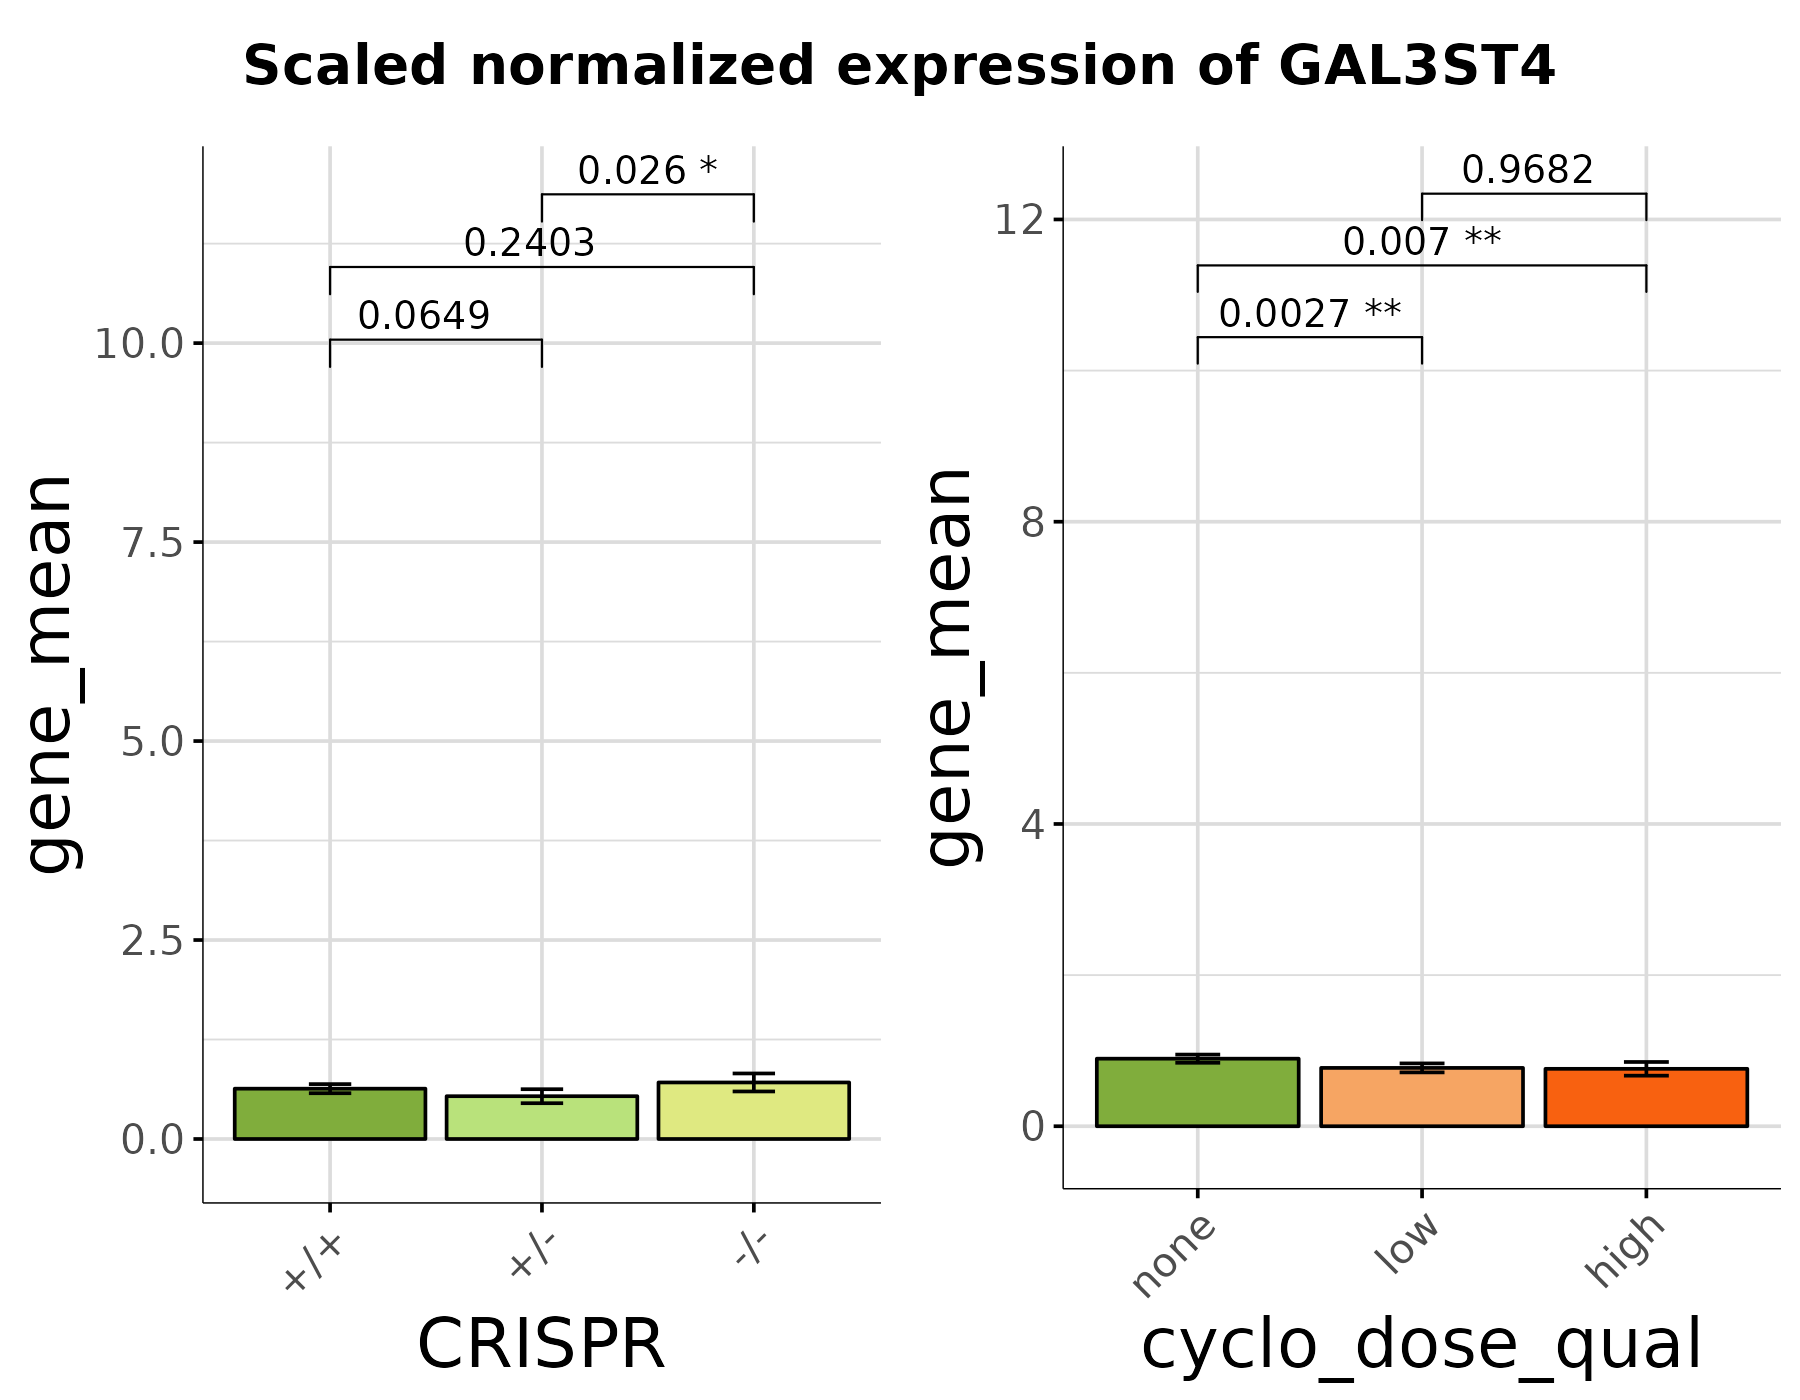 Scaled normalized expression of GAL3ST4
gene_mean
10.0
7.5
5.0
2.5
0.0
0.026 *
0.2403
0.0649
+/+
+/-
-/-
CRISPR
gene_mean
12
8
4
0
0.9682
0.007 **
0.0027 **
none
low
high
cyclo_dose_qual